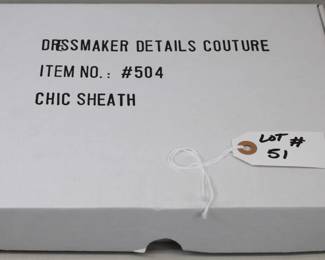 DRESSMAKER DETAILS COUTURE
ITEM NO.: #504
CHIC SHEATH
LOT #
51